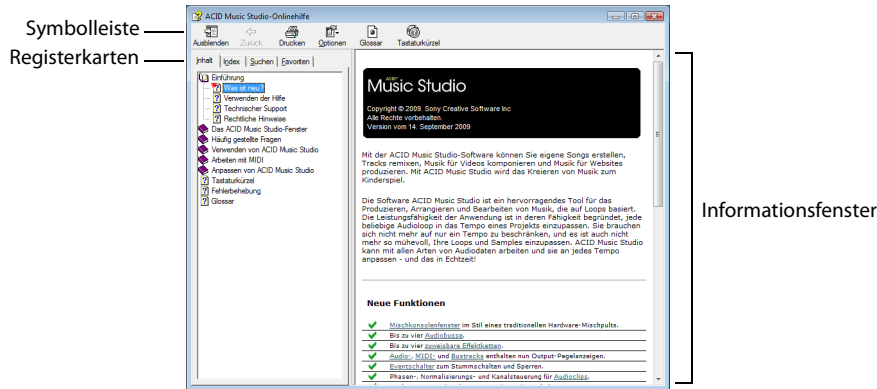 Symbolleiste
Registerkarten
Informationsfenster
ACID Music Studio-Onlinehilfe
Ausblenden Zurück Drucken Optionen Glossar Tastaturkürzel
Inhalt Index Suchen Favoriten
Einführung
Was ist neu?
Verwenden der Hilfe
Technischer Support
Rechtliche Hinweise
Das ACID Music Studio-Fenster
Häufig gestellte Fragen
Verwenden von ACID Music Studio
Arbeiten mit MIDI
Anpassen von ACID Music Studio
Tastaturkürzel
Fehlerbehebung
Glossar
ACID
Music Studio
Copyright © 2009. Sony Creative Software Inc
Alle Rechte vorbehalten.
Version vom 14. September 2009
Mit der ACID Music Studio-Software können Sie eigene Songs erstellen,
Tracks remixen, Musik für Videos komponieren und Musik für Websites
produzieren. Mit ACID Music Studio wird das Kreieren von Musik zum
Kinderspiel.
Die Software ACID Music Studio ist ein hervorragendes Tool für das
Produzieren, Arrangieren und Bearbeiten von Musik, die auf Loops basiert.
Die Leistungsfähigkeit der Anwendung ist in deren Fähigkeit begründet, jede
beliebige Audioloop in das Tempo eines Projekts einzupassen. Sie brauchen
sich nicht mehr auf nur ein Tempo zu beschränken, und es ist auch nicht
mehr so mühevoll, Ihre Loops und Samples einzupassen. ACID Music Studio
kann mit allen Arten von Audiodaten arbeiten und sie an jedes Tempo
anpassen - und das in Echtzeit!
Neue Funktionen
Mischkonsolenfenster im Stil eines traditionellen Hardware-Mischpults.
Bis zu vier Audiobusse.
Bis zu vier zuweisbare Effektketten.
Audio-, MIDI- und Bustracks enthalten nun Output-Pegelanzeigen.
Eventschalter zum Stummschalten und Sperren.
Phasen-, Normalisierungs- und Kanalsteuerung für Audioclips.